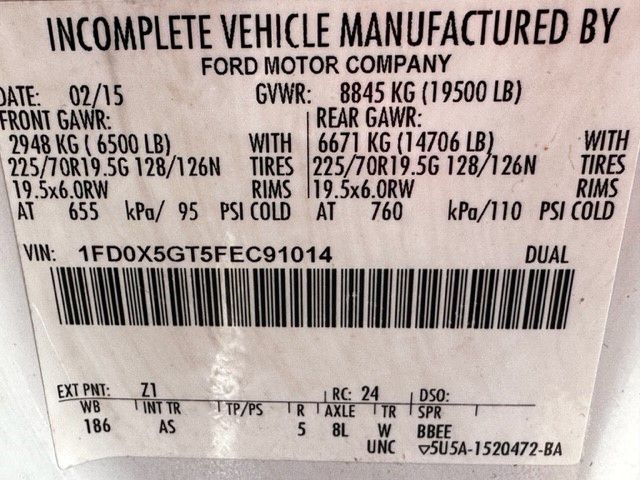 INCOMPLETE VEHICLE MANUFACTURED BY
FORD MOTOR COMPANY
DATE: 02/15 GVWR: 8845 KG (19500 LB)
FRONT GAWR: REAR GAWR:
2948 KG ( 6500 LB) WITH 6671 KG (14706 LB) WITH
225/70R19.5G 128/126N TIRES 225/70R19.5G 128/126N TIRES
19.5x6.0RW RIMS 19.5x6.0RW RIMS
AT 655 kPa/ 95 PSI COLD AT 760 kPa/110 PSI COLD
VIN: 1FD0X5GT5FEC91014 DUAL
EXT PNT: Z1 RC: 24 DSO:
WB INT TR TP/PS R AXLE TR SPR
186 AS 5 8L W BBEE
UNC ▽5U5A-1520472-BA